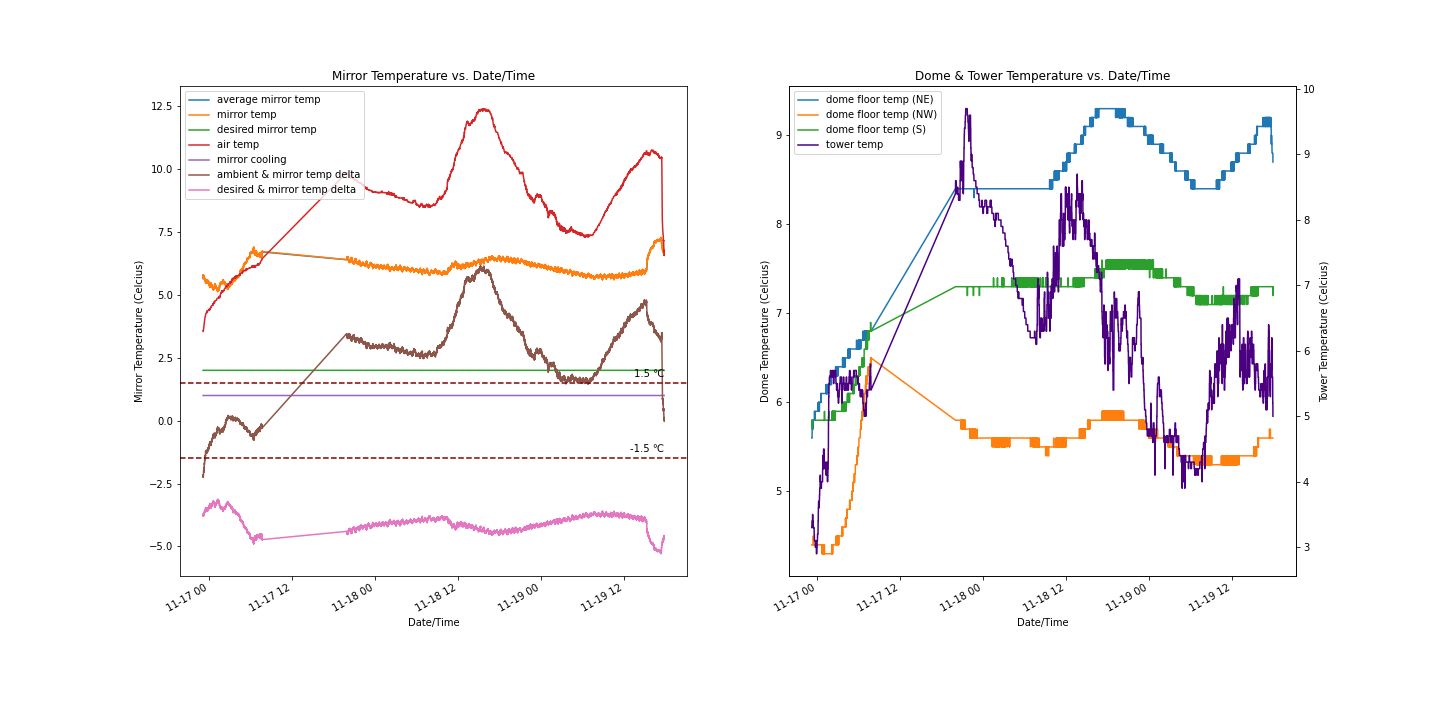 Mirror Temperature vs. Date/Time
Mirror Temperature (Celcius)
12.5
10.0
7.5
5.0
2.5
0.0
−2.5
−5.0
average mirror temp
mirror temp
desired mirror temp
air temp
mirror cooling
ambient & mirror temp delta
desired & mirror temp delta
1.5 °C
-1.5 °C
11-17 00
11-17 12
11-18 00
11-18 12
11-19 00
11-19 12
Date/Time
Dome & Tower Temperature vs. Date/Time
Dome Temperature (Celcius)
9
8
7
6
5
dome floor temp (NE)
dome floor temp (NW)
dome floor temp (S)
tower temp
10
9
8
7
6
5
4
3
Tower Temperature (Celcius)
11-17 00
11-17 12
11-18 00
11-18 12
11-19 00
11-19 12
Date/Time